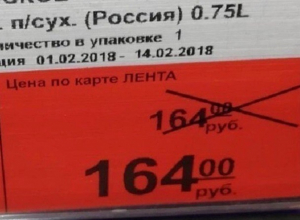 . п/сух. (Россия) 0.75L
личество в упаковке 1
ция 01.02.2018 - 14.02.2018
Цена по карте ЛЕНТА
164 00
руб.
164 00
руб.